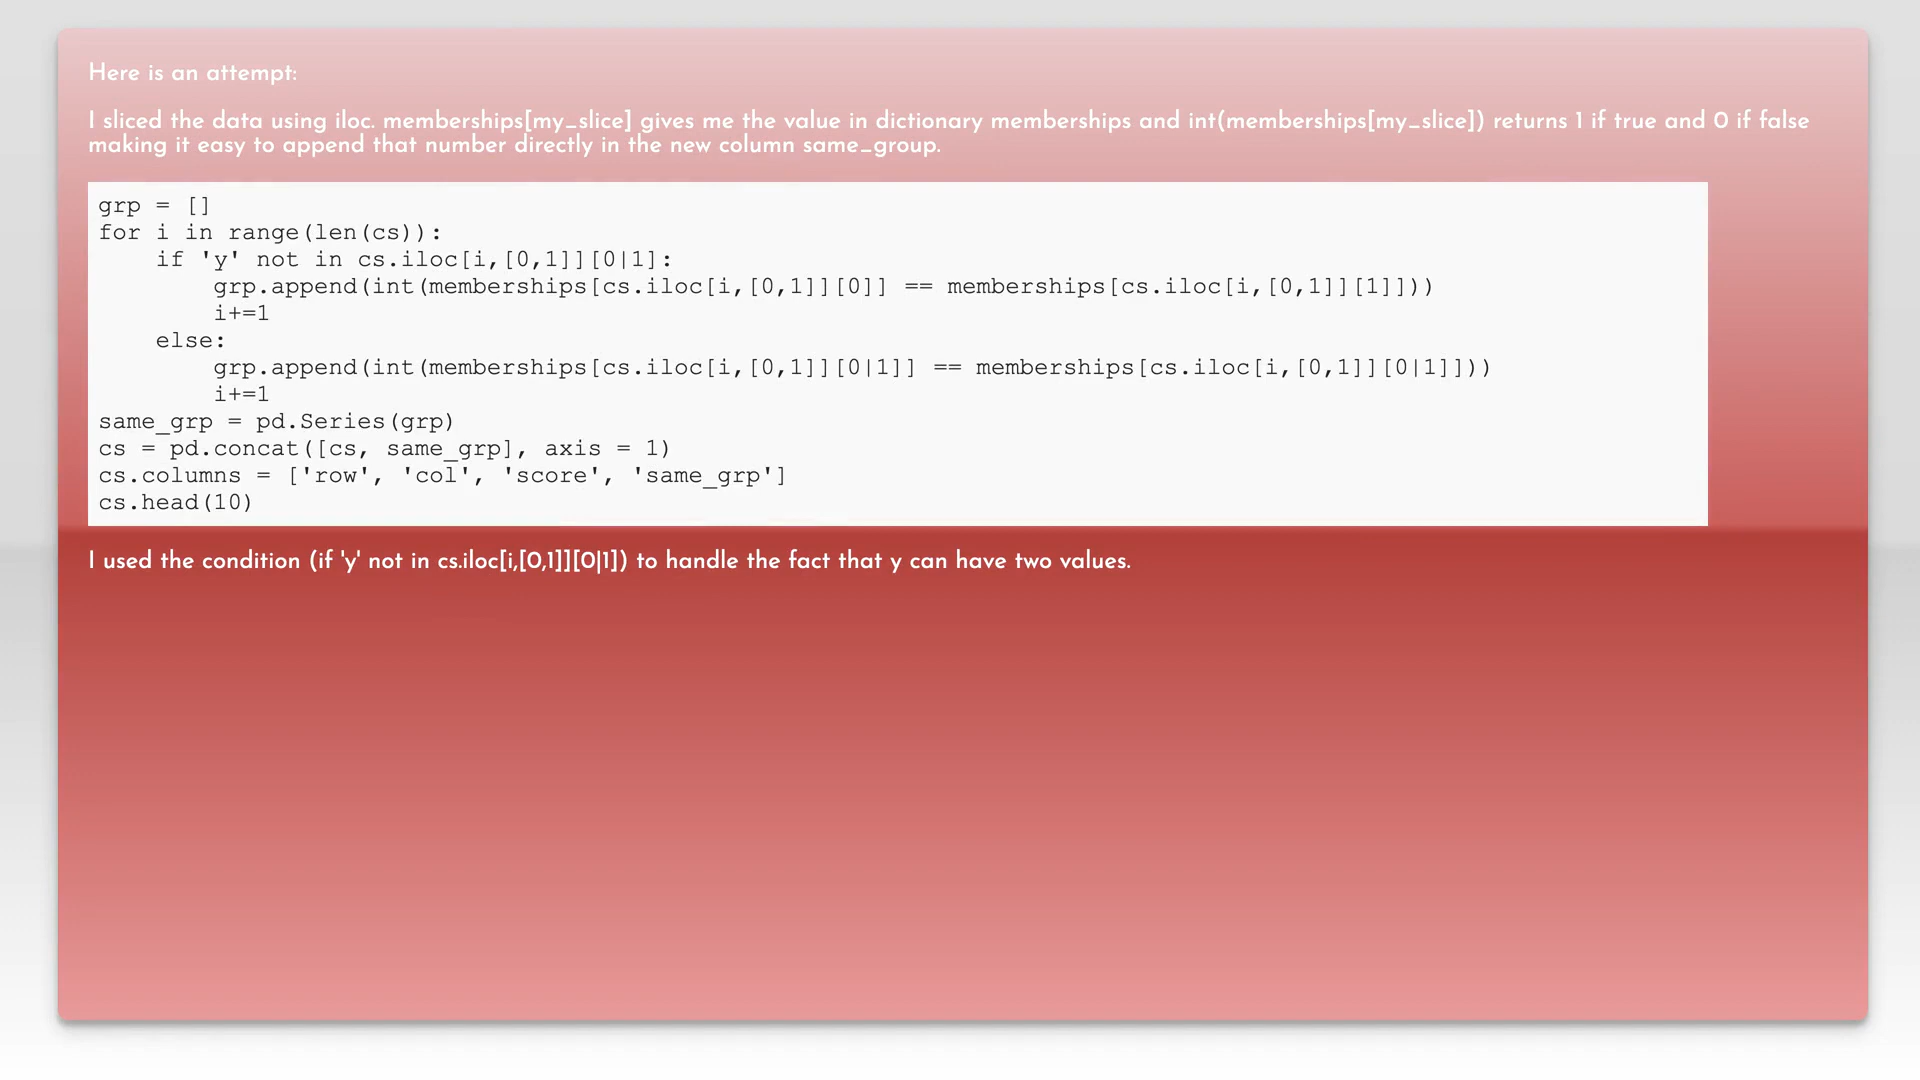 Here is an attempt:
I sliced the data using iloc. memberships[my_slice] gives me the value in dictionary memberships and int(memberships[my_slice]) returns 1 if true and 0 if false
making it easy to append that number directly in the new column same_group.
grp = []
for i in range(len(cs)):
    if 'y' not in cs.iloc[i,[0,1]][0|1]:
        grp.append(int(memberships[cs.iloc[i,[0,1]][0]] == memberships[cs.iloc[i,[0,1]][1]]))
        i+=1
    else:
        grp.append(int(memberships[cs.iloc[i,[0,1]][0|1]] == memberships[cs.iloc[i,[0,1]][0|1]]))
        i+=1
same_grp = pd.Series(grp)
cs = pd.concat([cs, same_grp], axis = 1)
cs.columns = ['row', 'col', 'score', 'same_grp']
cs.head(10)
I used the condition (if 'y' not in cs.iloc[i,[0,1]][0|1]) to handle the fact that y can have two values.